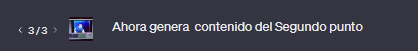 < 3/3 > Ahora genera contenido del Segundo punto